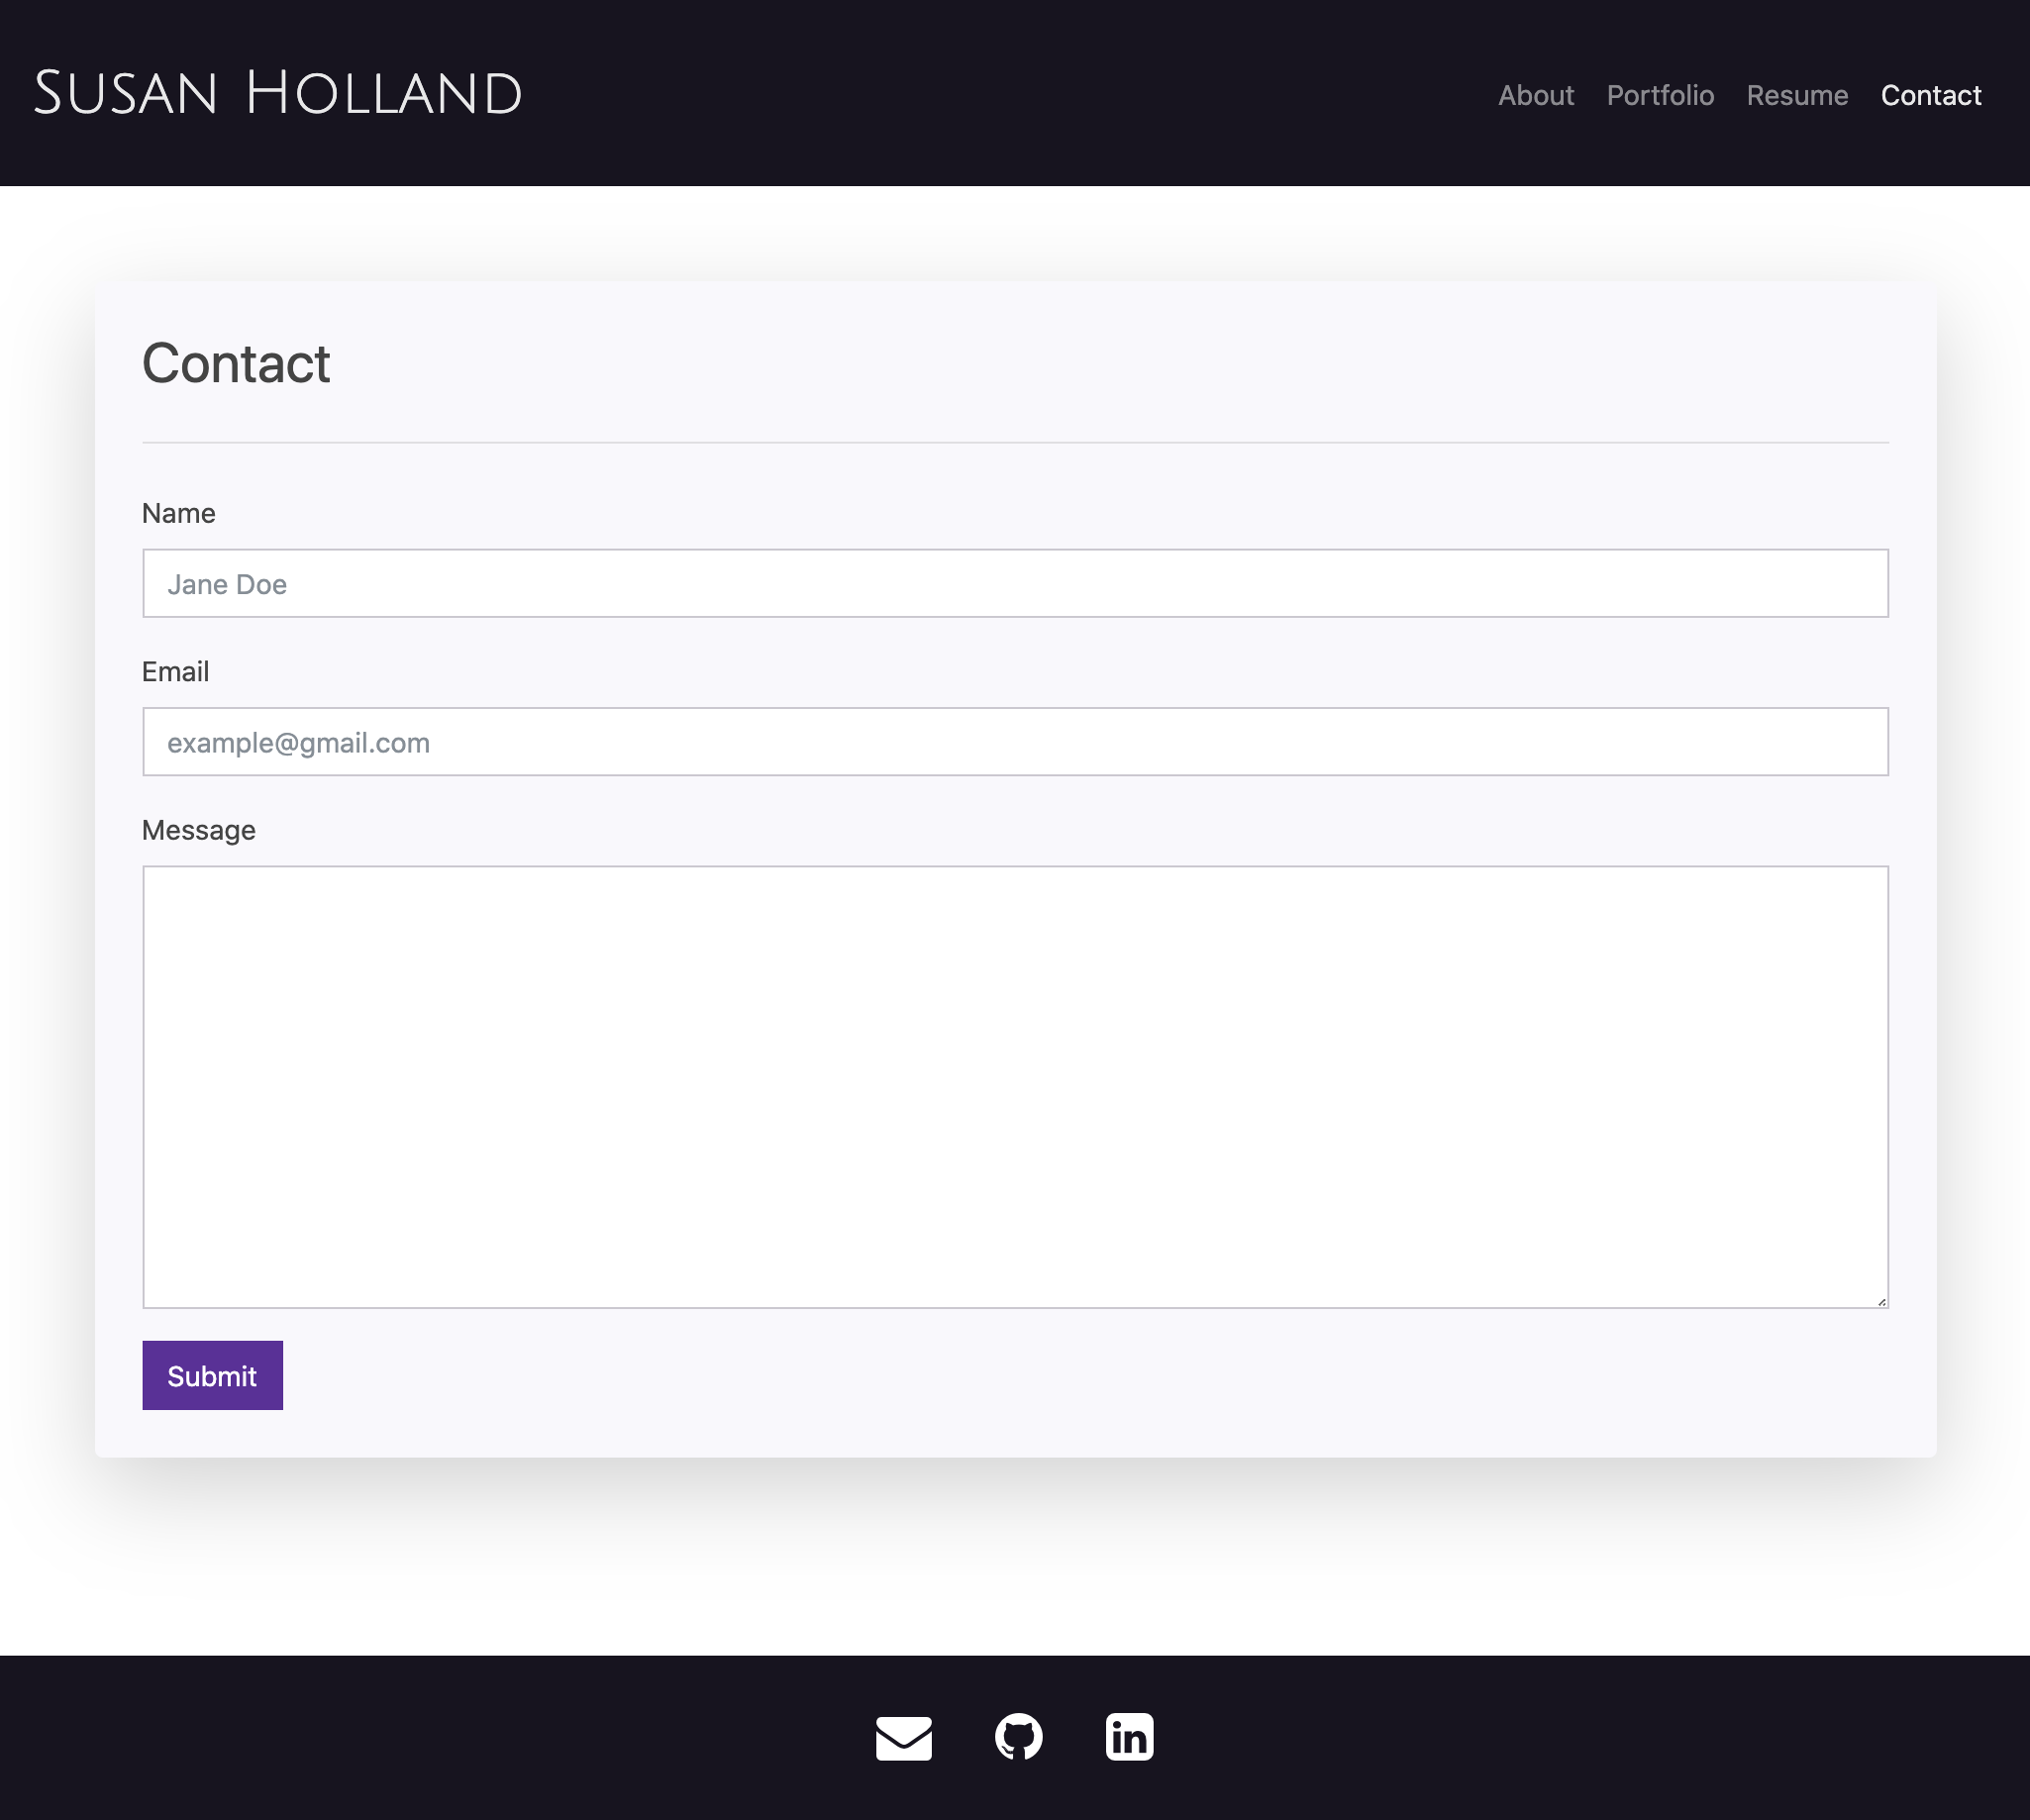 Susan Holland
About Portfolio Resume Contact
Contact
Name
Jane Doe
Email
example@gmail.com
Message
Submit
in